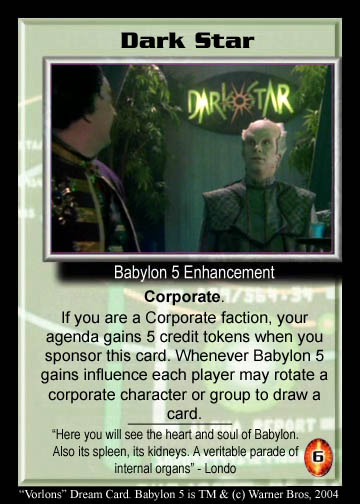 Dark Star
DARK STAR
Babylon 5 Enhancement
Corporate.
If you are a Corporate faction, your
agenda gains 5 credit tokens when you
sponsor this card. Whenever Babylon 5
gains influence each player may rotate a
corporate character or group to draw a
card.
“Here you will see the heart and soul of Babylon.
Also its spleen, its kidneys. A veritable parade of
internal organs” - Londo
6
“Vorlons” Dream Card. Babylon 5 is TM & (c) Warner Bros, 2004